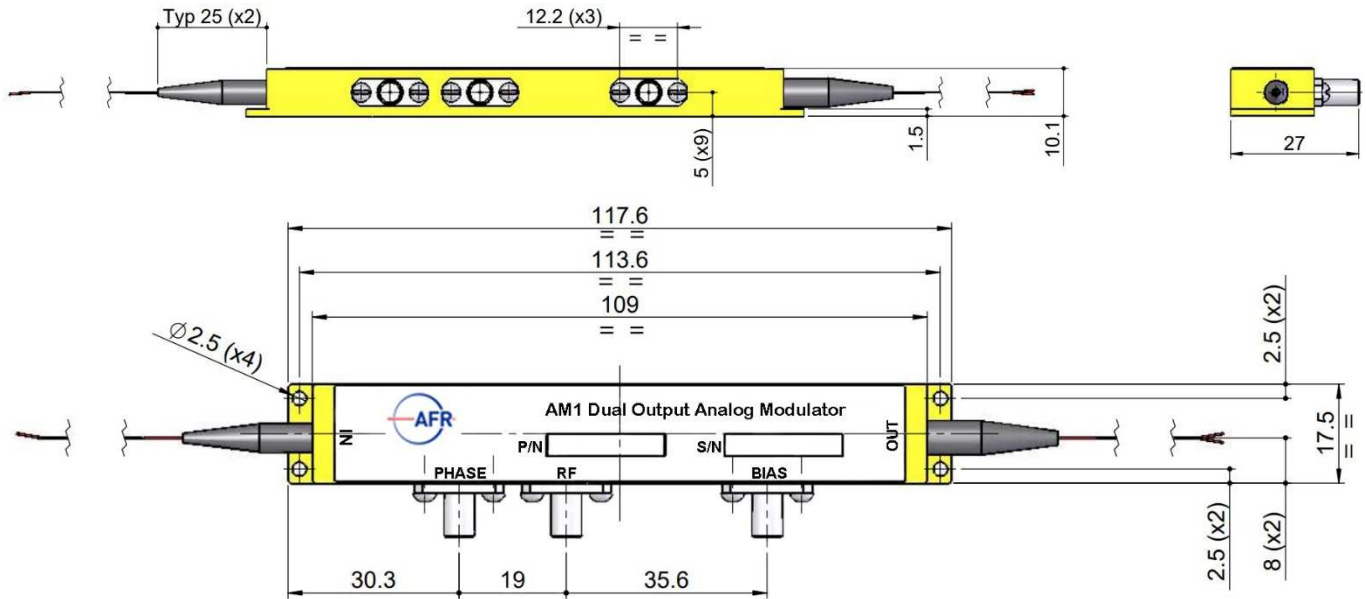 Typ 25 (x2)
12.2 (x3)
= =
5 (x9)
1.5
10.1
27
117.6
= =
113.6
= =
109
= =
Ø2.5 (x4)
2.5 (x2)
AFR
AM1 Dual Output Analog Modulator
IN
OUT
P/N
S/N
PHASE
RF
BIAS
17.5
= =
2.5 (x2)
8 (x2)
30.3
19
35.6